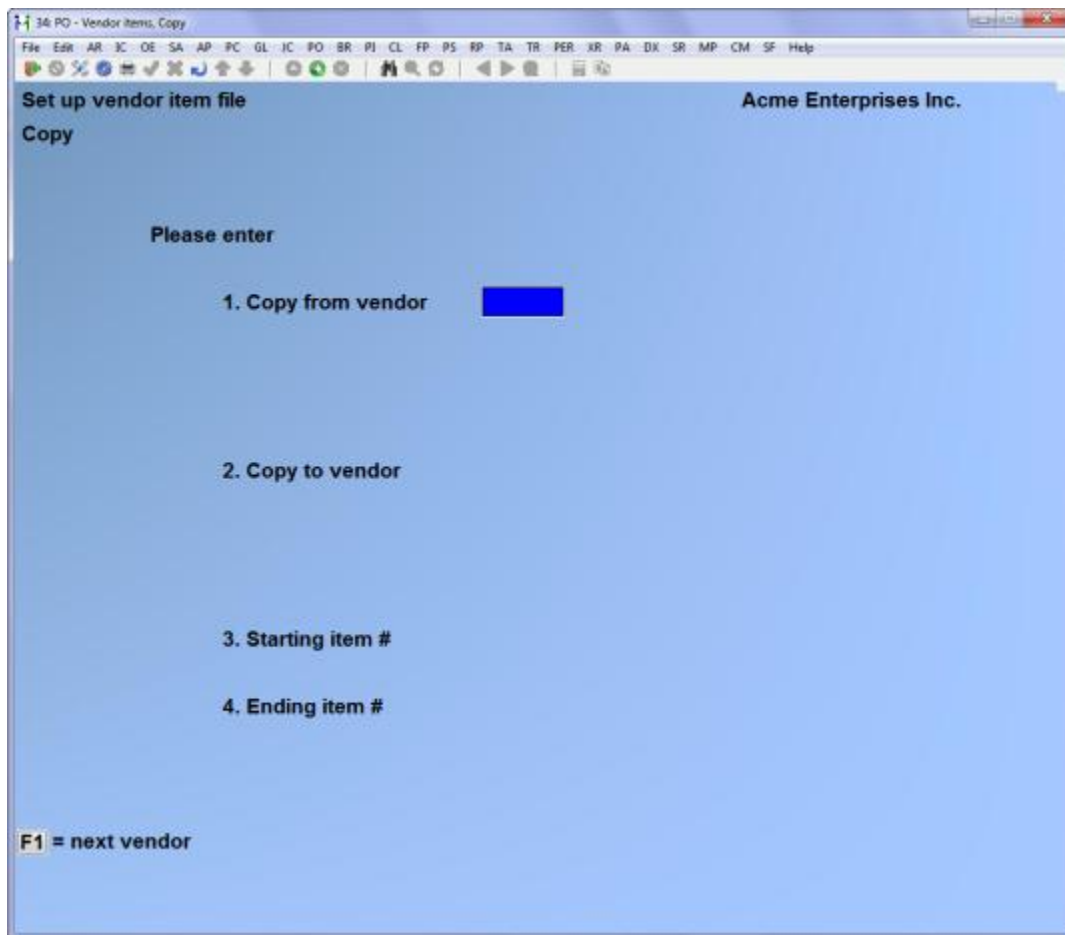 34: PO - Vendor items, Copy
File Edit AR IC OE SA AP PC GL JC PO BR PI CL FP PS RP TA TR PER XR PA DX SR MP CM SF Help
Set up vendor item file Acme Enterprises Inc.
Copy
Please enter
1. Copy from vendor
2. Copy to vendor
3. Starting item #
4. Ending item #
F1 = next vendor